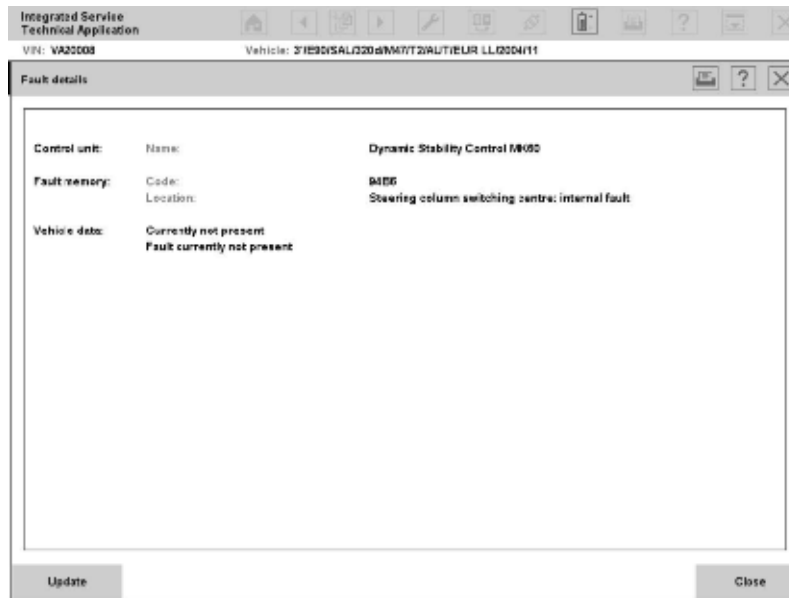 Integrated Service
Technical Application
VIN: VA20008 Vehicle: 3'/E90/SAL/320d/M47/T2/AUT/EUR LL/2004/11
Fault details
Control unit: Name: Dynamic Stability Control MK60
Fault memory: Code:
Location: Steering column switching centre: internal fault
Vehicle data: Currently not present
Fault currently not present
Update Close